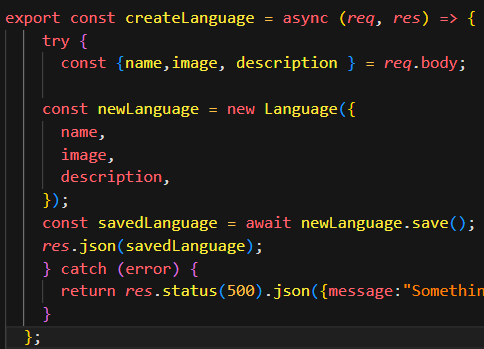 export const createLanguage = async (req, res) => {
try {
const {name,image, description } = req.body;
const newLanguage = new Language({
name,
image,
description,
});
const savedLanguage = await newLanguage.save();
res.json(savedLanguage);
} catch (error) {
return res.status(500).json({message:"Somethin
}
};